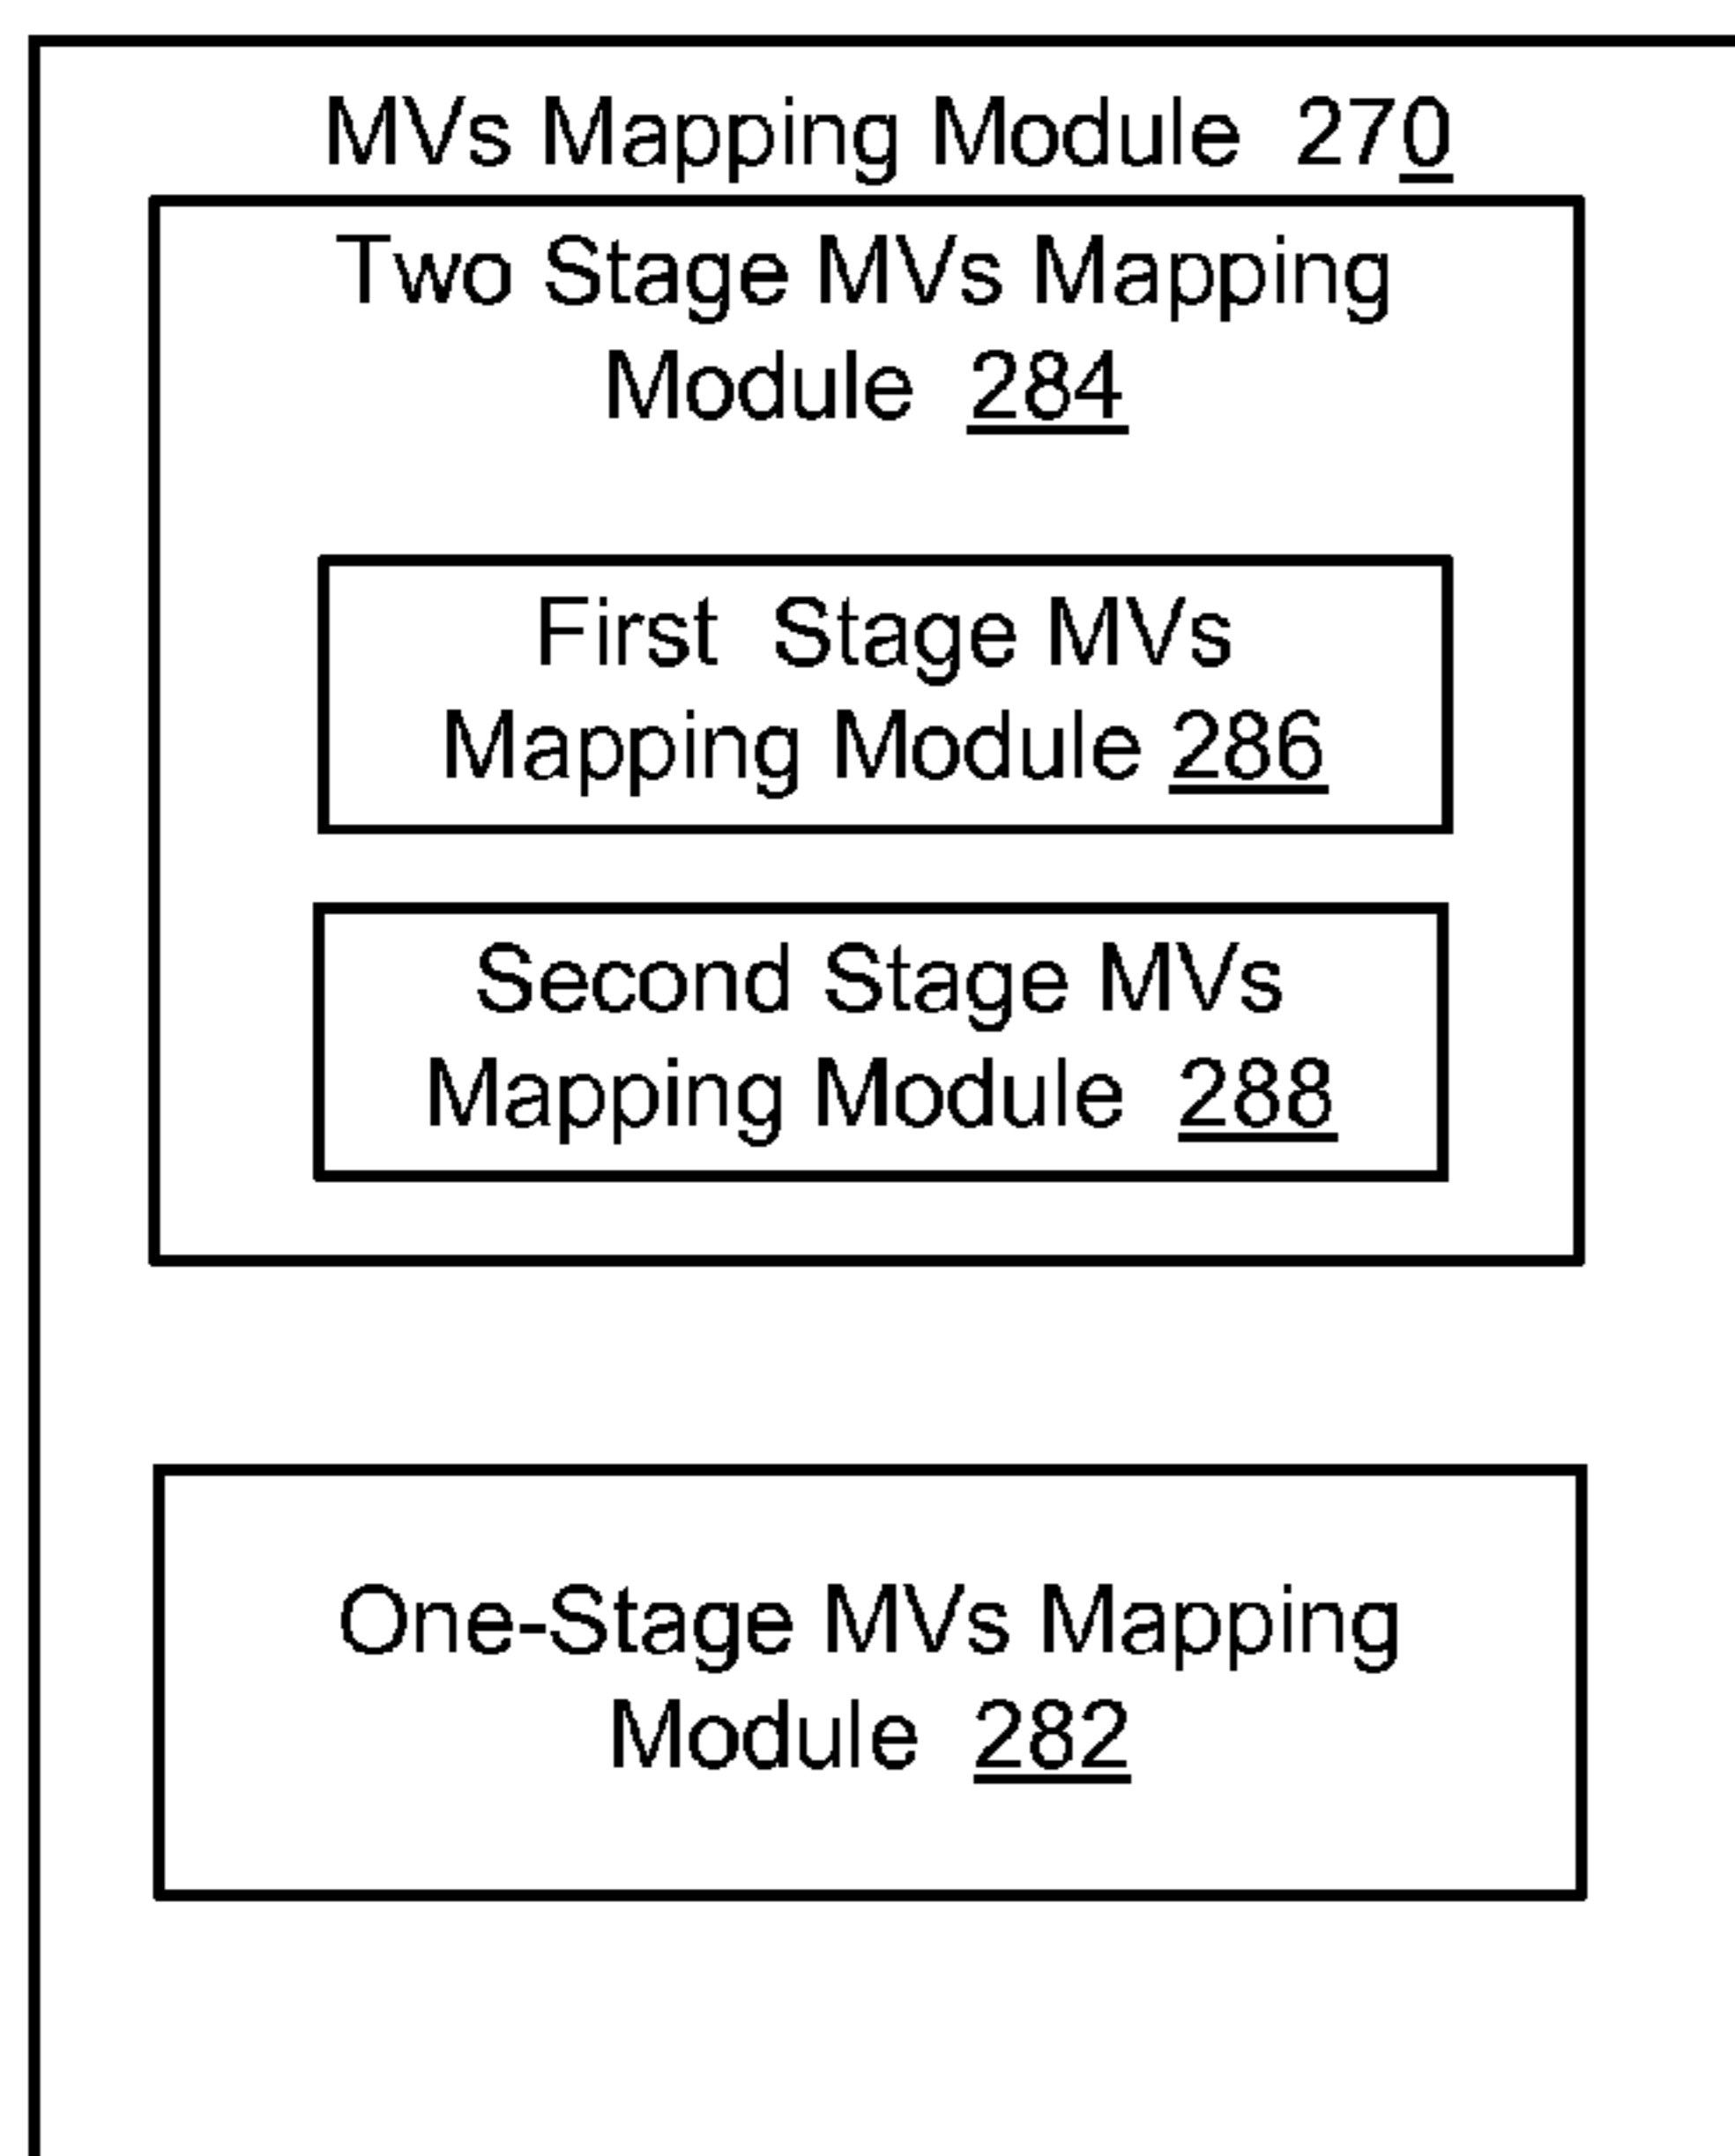 MVs Mapping Module 270
Two Stage MVs Mapping
Module 284
First Stage MVs
Mapping Module 286
Second Stage MVs
Mapping Module 288
One-Stage MVs Mapping
Module 282